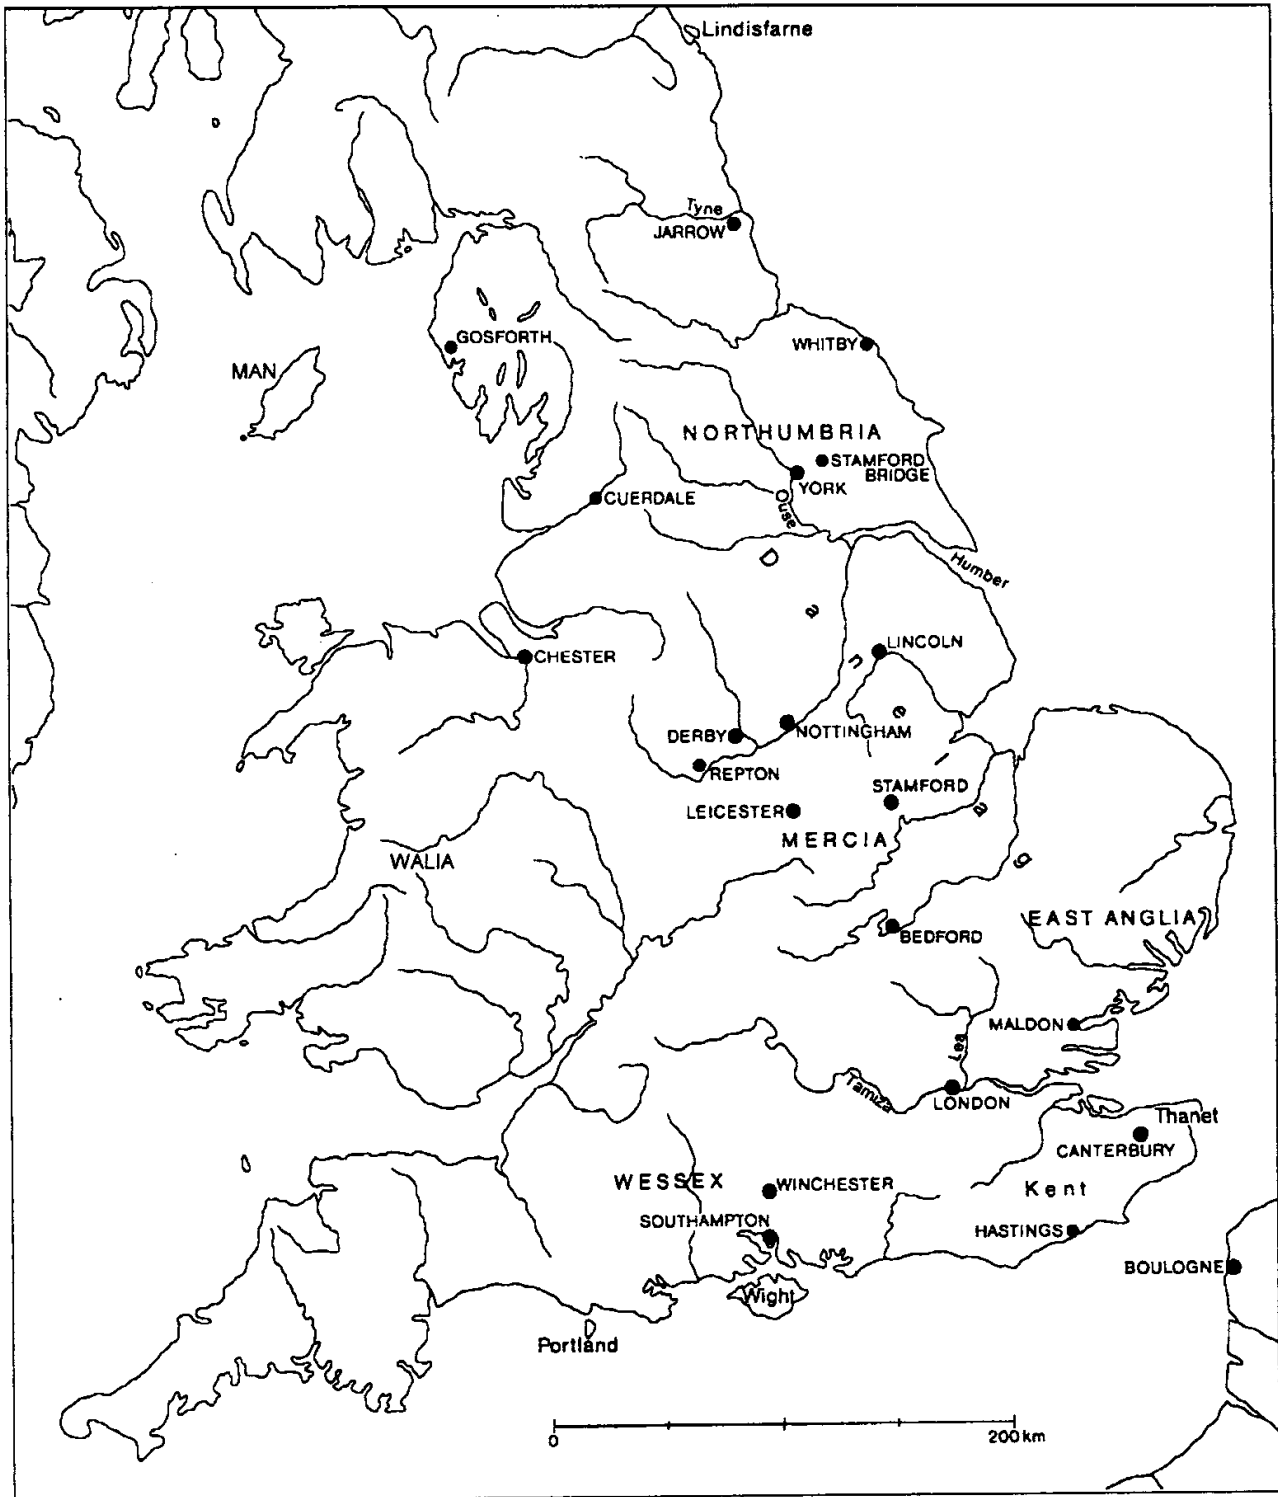 Lindisfarne
Tyne
JARROW
GOSFORTH
WHITBY
MAN
NORTHUMBRIA
STAMFORD
BRIDGE
YORK
CUERDALE
Ouse
Humber
Danelag
LINCOLN
CHESTER
DERBY
NOTTINGHAM
REPTON
STAMFORD
LEICESTER
MERCIA
WALIA
EAST ANGLIA
BEDFORD
MALDON
Lea
Tamiza
LONDON
Thanet
CANTERBURY
WESSEX
WINCHESTER
Kent
SOUTHAMPTON
HASTINGS
BOULOGNE
Wight
Portland
0
200 km